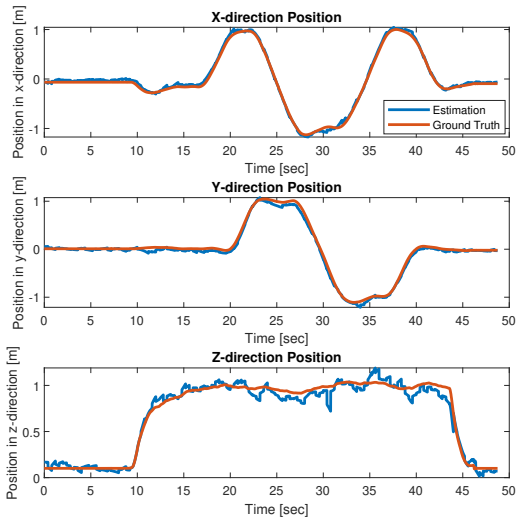 X-direction Position
Position in x-direction [m]
1
0
-1
Estimation
Ground Truth
0 5 10 15 20 25 30 35 40 45 50
Time [sec]
Y-direction Position
Position in y-direction [m]
1
0
-1
0 5 10 15 20 25 30 35 40 45 50
Time [sec]
Z-direction Position
Position in z-direction [m]
1
0.5
0
0 5 10 15 20 25 30 35 40 45 50
Time [sec]